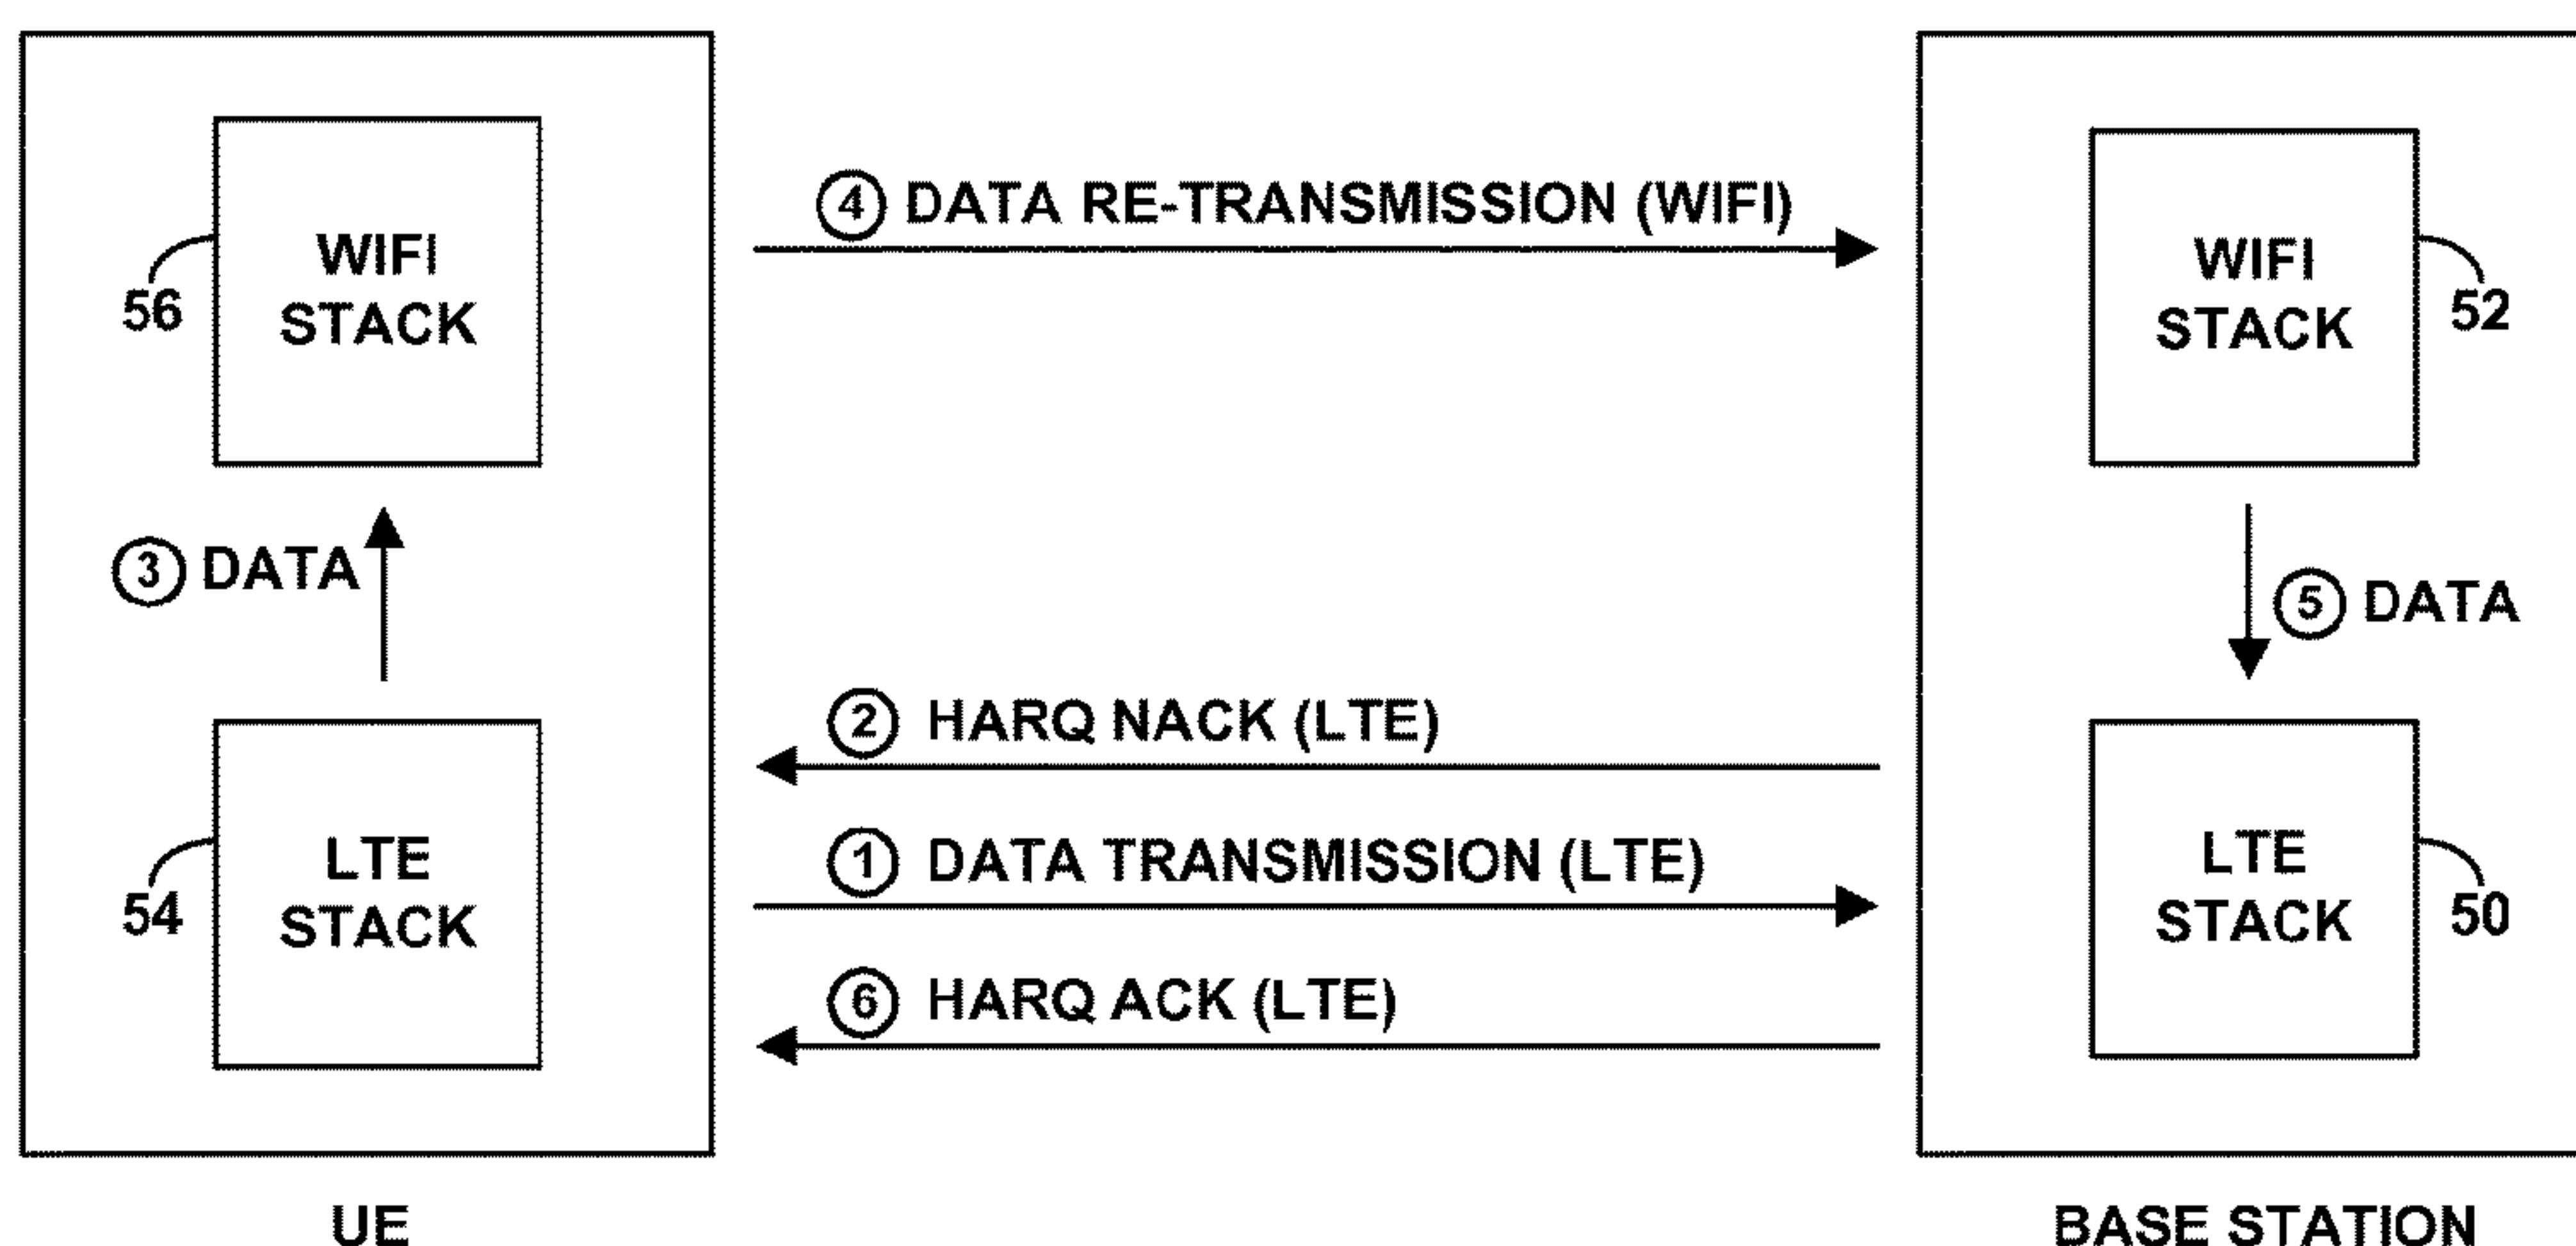 ④ DATA RE-TRANSMISSION (WIFI)
WIFI
STACK
56
WIFI
STACK
52
③ DATA
⑤ DATA
② HARQ NACK (LTE)
① DATA TRANSMISSION (LTE)
LTE
STACK
54
LTE
STACK
50
⑥ HARQ ACK (LTE)
UE
BASE STATION